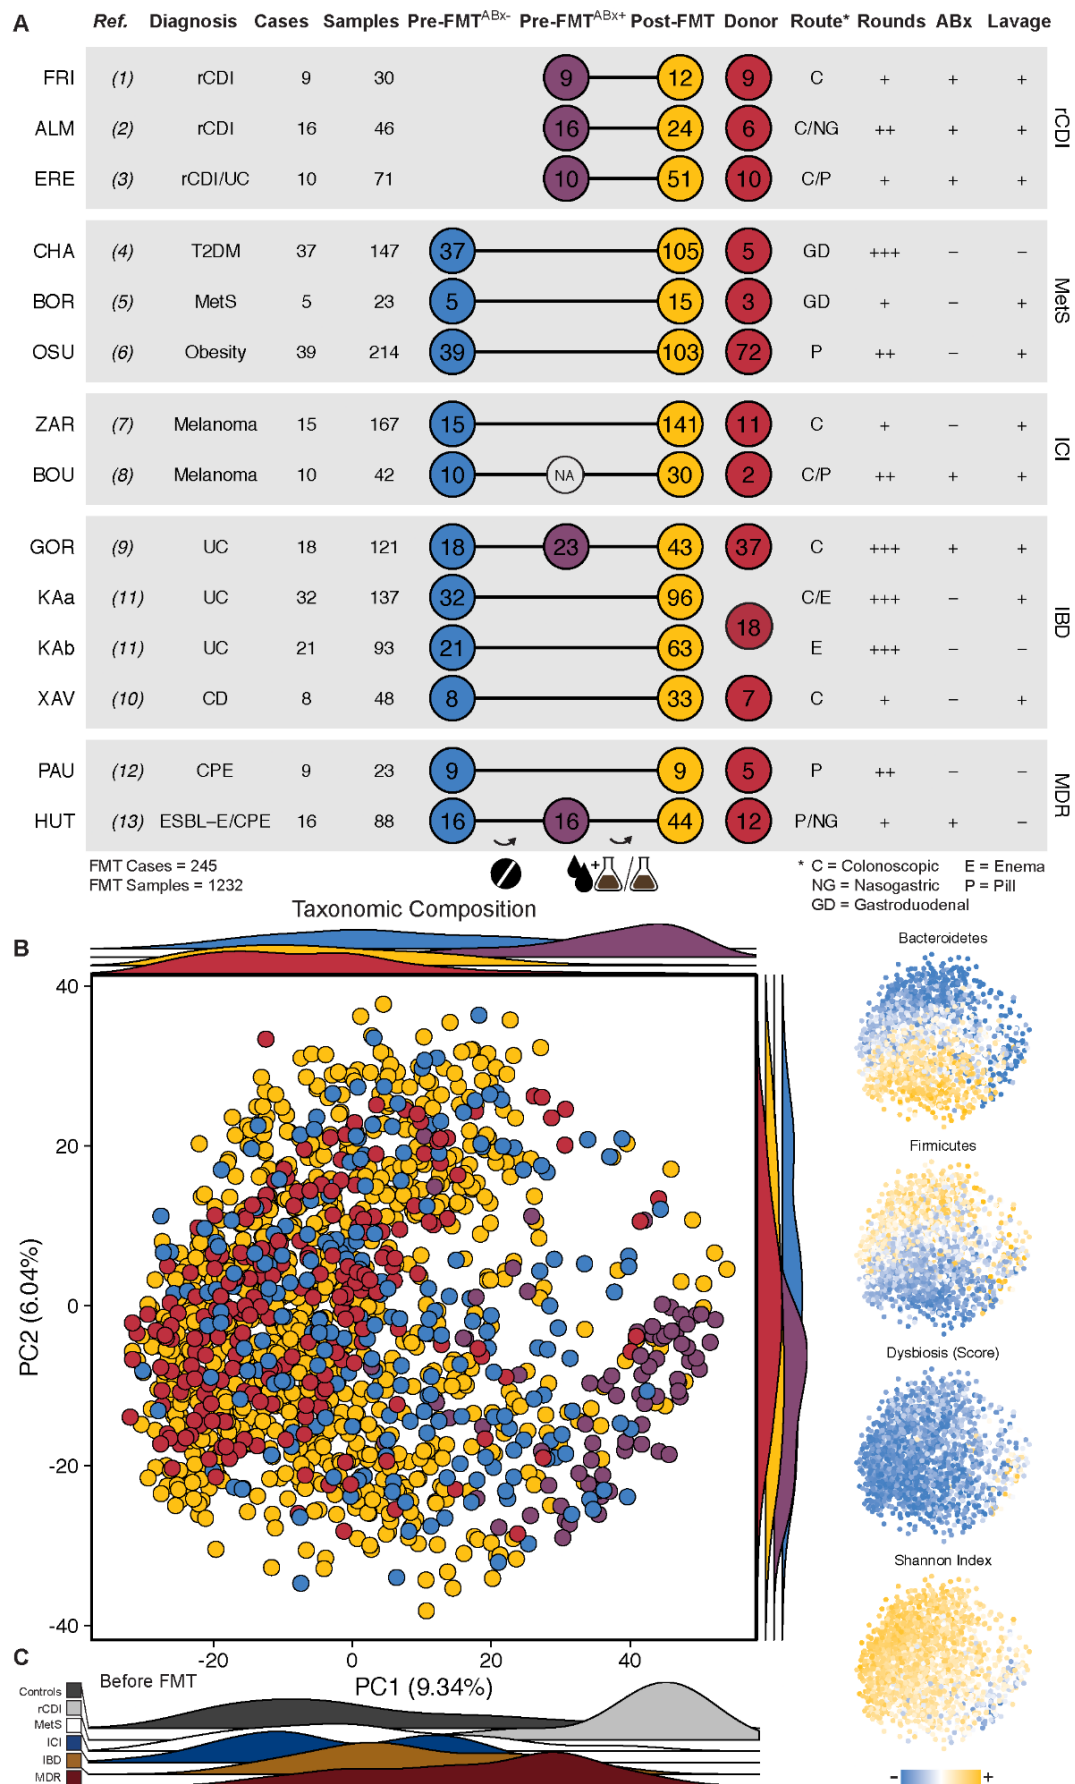 A Ref. Diagnosis Cases Samples Pre-FMT^ABx- Pre-FMT^ABx+ Post-FMT Donor Route* Rounds ABx Lavage
FRI (1) rCDI 9 30 9 12 9 C + + +
ALM (2) rCDI 16 46 16 24 6 C/NG ++ + +
ERE (3) rCDI/UC 10 71 10 51 10 C/P + + +
rCDI
CHA (4) T2DM 37 147 37 105 5 GD +++ − −
BOR (5) MetS 5 23 5 15 3 GD + − +
OSU (6) Obesity 39 214 39 103 72 P ++ − +
MetS
ZAR (7) Melanoma 15 167 15 141 11 C + − +
BOU (8) Melanoma 10 42 10 NA 30 2 C/P ++ + +
ICI
GOR (9) UC 18 121 18 23 43 37 C +++ + +
KAa (11) UC 32 137 32 96 C/E +++ − +
18
KAb (11) UC 21 93 21 63 E +++ − −
XAV (10) CD 8 48 8 33 7 C + − +
IBD
PAU (12) CPE 9 23 9 9 5 P ++ − −
HUT (13) ESBL−E/CPE 16 88 16 16 44 12 P/NG + + −
MDR
FMT Cases = 245
FMT Samples = 1232
+ /
* C = Colonoscopic E = Enema
NG = Nasogastric P = Pill
GD = Gastroduodenal
Taxonomic Composition
B
40
20
0
-20
-40
PC2 (6.04%)
-20 0 20 40
PC1 (9.34%)
Bacteroidetes
Firmicutes
Dysbiosis (Score)
Shannon Index
− +
C
Before FMT
Controls
rCDI
MetS
ICI
IBD
MDR